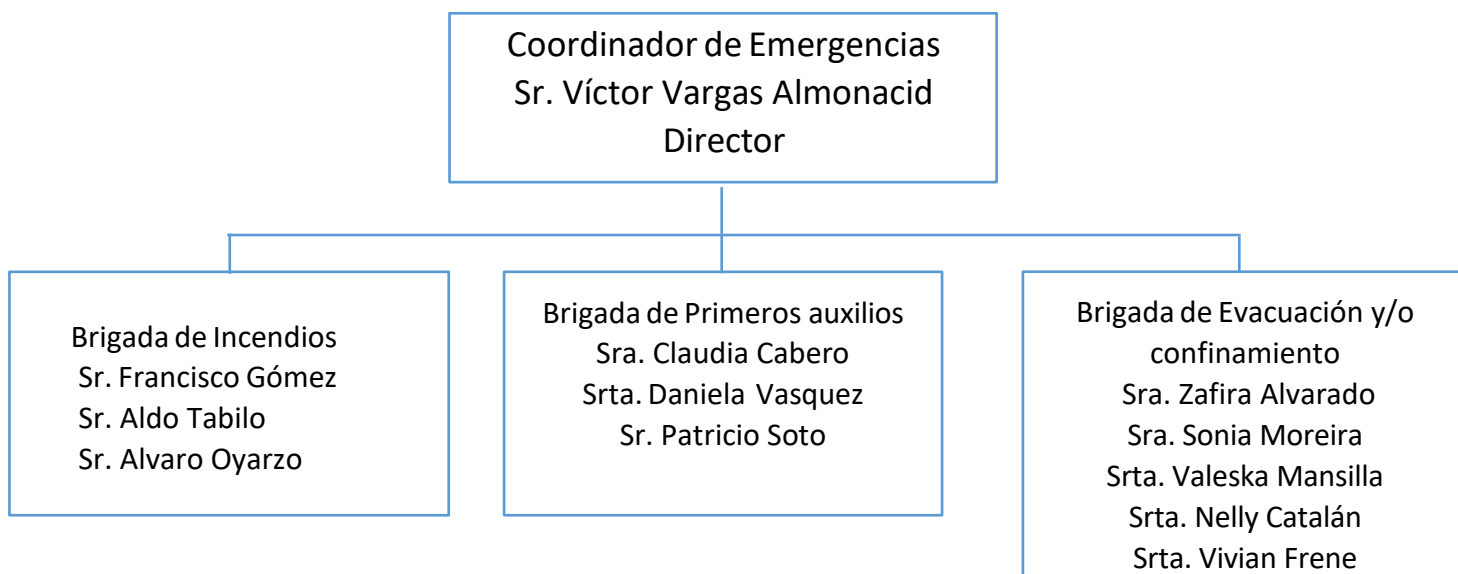 Coordinador de Emergencias
Sr. Víctor Vargas Almonacid
Director
Brigada de Incendios
Sr. Francisco Gómez
Sr. Aldo Tabilo
Sr. Alvaro Oyarzo
Brigada de Primeros auxilios
Sra. Claudia Cabero
Srta. Daniela Vasquez
Sr. Patricio Soto
Brigada de Evacuación y/o
confinamiento
Sra. Zafira Alvarado
Sra. Sonia Moreira
Srta. Valeska Mansilla
Srta. Nelly Catalán
Srta. Vivian Frene